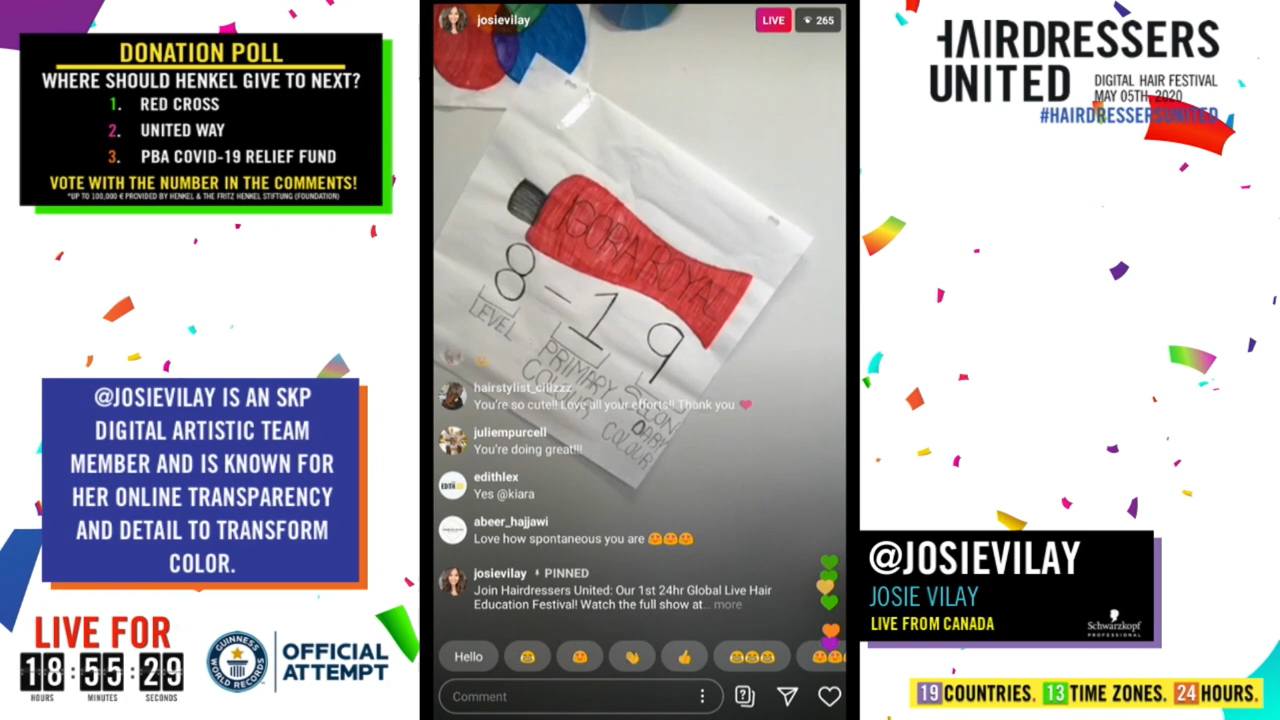 DONATION POLL
WHERE SHOULD HENKEL GIVE TO NEXT?
1. RED CROSS
2. UNITED WAY
3. PBA COVID-19 RELIEF FUND
VOTE WITH THE NUMBER IN THE COMMENTS!
*UP TO 100,000 € PROVIDED BY HENKEL & THE FRITZ HENKEL STIFTUNG (FOUNDATION)
@JOSIEVILAY IS AN SKP
DIGITAL ARTISTIC TEAM
MEMBER AND IS KNOWN FOR
HER ONLINE TRANSPARENCY
AND DETAIL TO TRANSFORM
COLOR.
LIVE FOR
18:55:29
HOURS MINUTES SECONDS
GUINNESS WORLD RECORDS
OFFICIAL
ATTEMPT
josievilay
LIVE 265
IGORA ROYAL
8-19
LEVEL
PRIMARY COLOUR
SECONDARY COLOUR
hairstylist_cilizzz
You're so cute!! Love all your efforts!! Thank you ❤
juliempurcell
You're doing great!!!
edithlex
Yes @kiara
abeer_hajjawi
Love how spontaneous you are
josievilay PINNED
Join Hairdressers United: Our 1st 24hr Global Live Hair
Education Festival! Watch the full show at... more
Hello
Comment
HAIRDRESSERS
UNITED
DIGITAL HAIR FESTIVAL
MAY 05TH, 2020
#HAIRDRESSERSUNITED
@JOSIEVILAY
JOSIE VILAY
LIVE FROM CANADA
Schwarzkopf
PROFESSIONAL
19 COUNTRIES. 13 TIME ZONES. 24 HOURS.